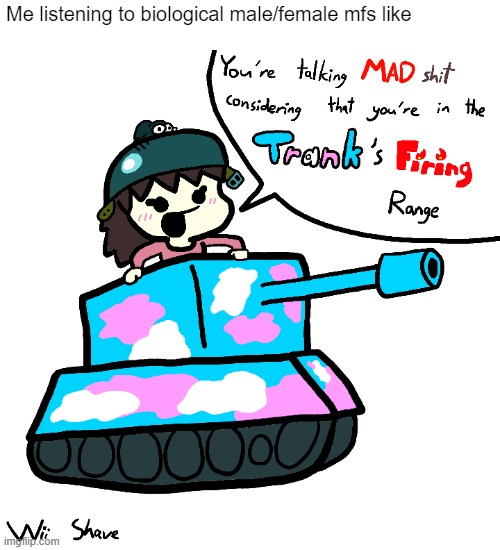 Me listening to biological male/female mfs like
You're talking MAD shit
considering that you're in the
Trank's Firing
Range
Wii Shave
imgflip.com